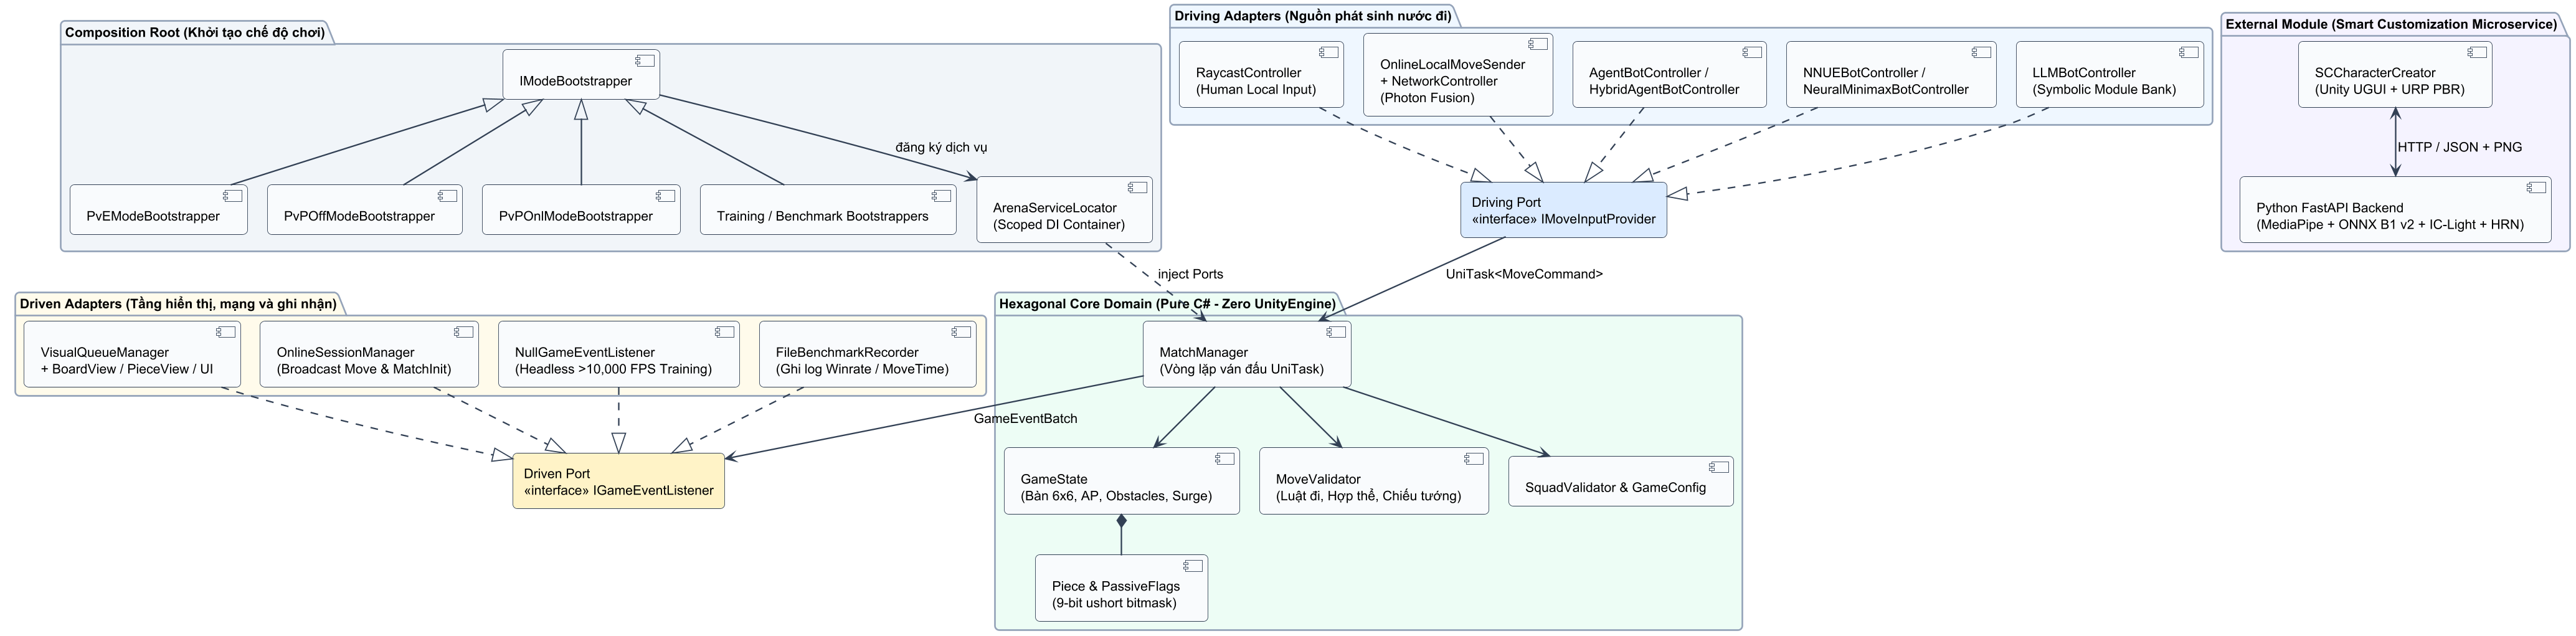 Composition Root (Khởi tạo chế độ chơi)
IModeBootstrapper
đăng ký dịch vụ
PvEModeBootstrapper
PvPOffModeBootstrapper
PvPOnlModeBootstrapper
Training / Benchmark Bootstrappers
ArenaServiceLocator
(Scoped DI Container)
Driving Adapters (Nguồn phát sinh nước đi)
RaycastController
(Human Local Input)
OnlineLocalMoveSender
+ NetworkController
(Photon Fusion)
AgentBotController /
HybridAgentBotController
NNUEBotController /
NeuralMinimaxBotController
LLMBotController
(Symbolic Module Bank)
Driving Port
«interface» IMoveInputProvider
External Module (Smart Customization Microservice)
SCCharacterCreator
(Unity UGUI + URP PBR)
HTTP / JSON + PNG
Python FastAPI Backend
(MediaPipe + ONNX B1 v2 + IC-Light + HRN)
inject Ports
UniTask<MoveCommand>
Driven Adapters (Tầng hiển thị, mạng và ghi nhận)
VisualQueueManager
+ BoardView / PieceView / UI
OnlineSessionManager
(Broadcast Move & MatchInit)
NullGameEventListener
(Headless >10,000 FPS Training)
FileBenchmarkRecorder
(Ghi log Winrate / MoveTime)
Driven Port
«interface» IGameEventListener
GameEventBatch
Hexagonal Core Domain (Pure C# - Zero UnityEngine)
MatchManager
(Vòng lặp ván đấu UniTask)
GameState
(Bàn 6x6, AP, Obstacles, Surge)
MoveValidator
(Luật đi, Hợp thể, Chiếu tướng)
SquadValidator & GameConfig
Piece & PassiveFlags
(9-bit ushort bitmask)